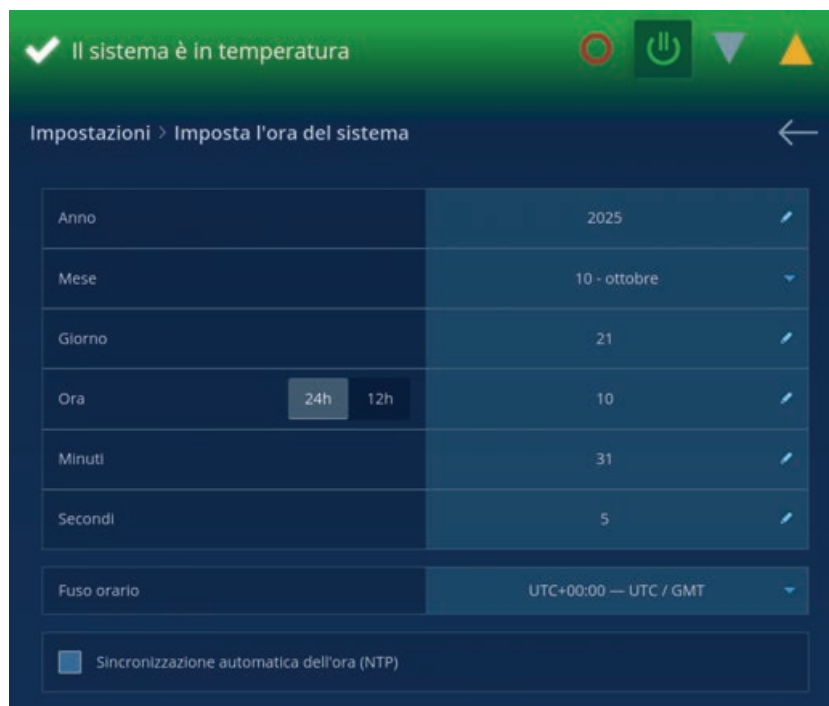 Il sistema è in temperatura
Impostazioni > Imposta l'ora del sistema
Anno 2025
Mese 10 - ottobre
Giorno 21
Ora 24h 12h 10
Minuti 31
Secondi 5
Fuso orario UTC+00:00 — UTC / GMT
Sincronizzazione automatica dell'ora (NTP)